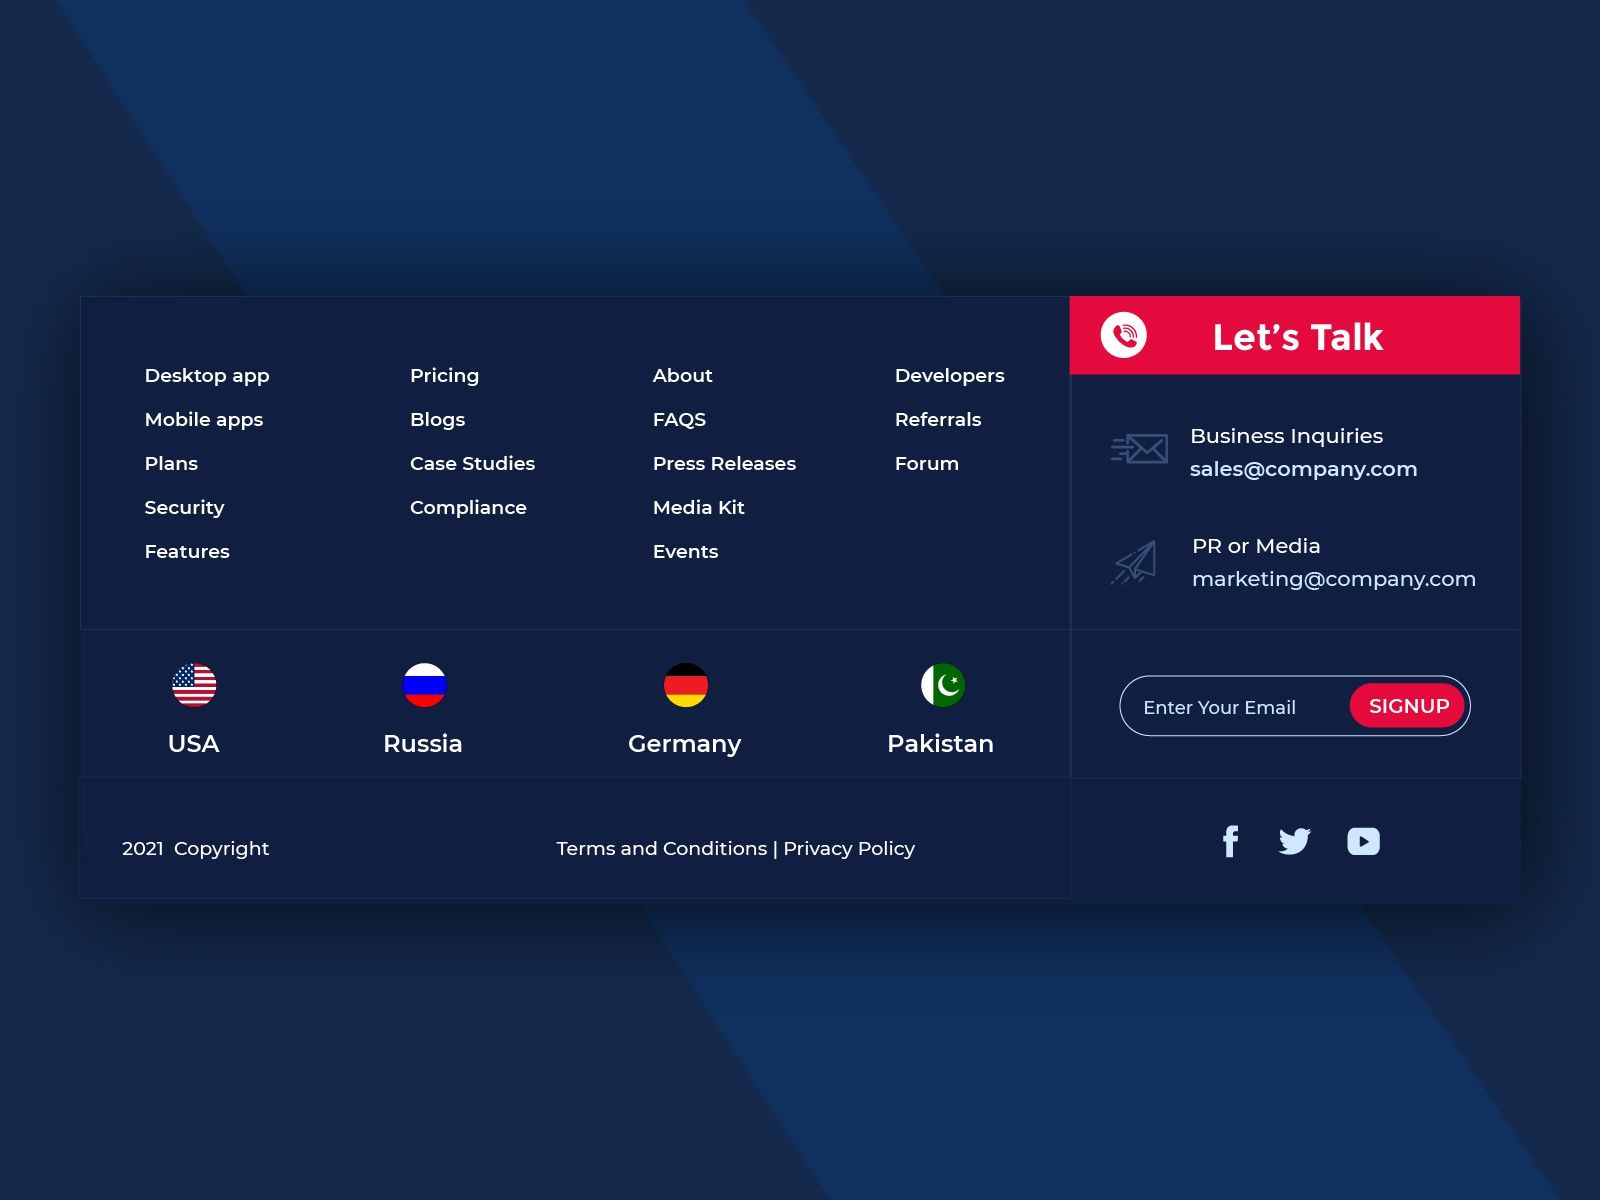 Let's Talk
Desktop app
Mobile apps
Plans
Security
Features
Pricing
Blogs
Case Studies
Compliance
About
FAQS
Press Releases
Media Kit
Events
Developers
Referrals
Forum
Business Inquiries
sales@company.com
PR or Media
marketing@company.com
USA
Russia
Germany
Pakistan
Enter Your Email
SIGNUP
2021 Copyright
Terms and Conditions | Privacy Policy